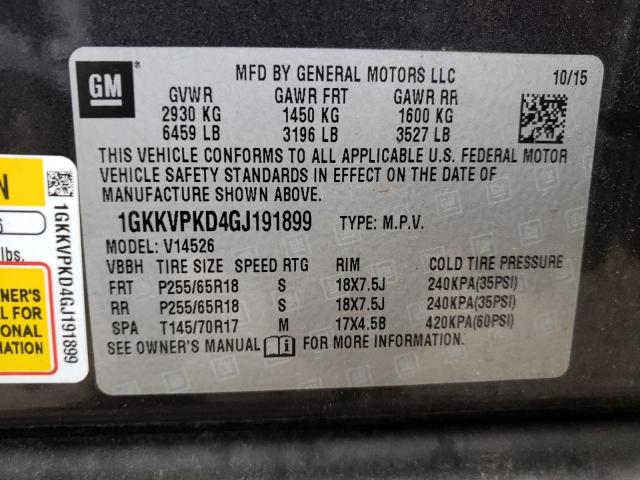 GM
MFD BY GENERAL MOTORS LLC 10/15
GVWR GAWR FRT GAWR RR
2930 KG 1450 KG 1600 KG
6459 LB 3196 LB 3527 LB
THIS VEHICLE CONFORMS TO ALL APPLICABLE U.S. FEDERAL MOTOR
VEHICLE SAFETY STANDARDS IN EFFECT ON THE DATE OF
MANUFACTURE SHOWN ABOVE.
1GKKVPKD4GJ191899 TYPE: M.P.V.
MODEL: V14526
VBBH TIRE SIZE SPEED RTG RIM COLD TIRE PRESSURE
FRT P255/65R18 S 18X7.5J 240KPA(35PSI)
RR P255/65R18 S 18X7.5J 240KPA(35PSI)
SPA T145/70R17 M 17X4.5B 420KPA(60PSI)
SEE OWNER'S MANUAL FOR MORE INFORMATION.
N
lbs.
1GKKVPKD4GJ191899
OWNER'S
FOR